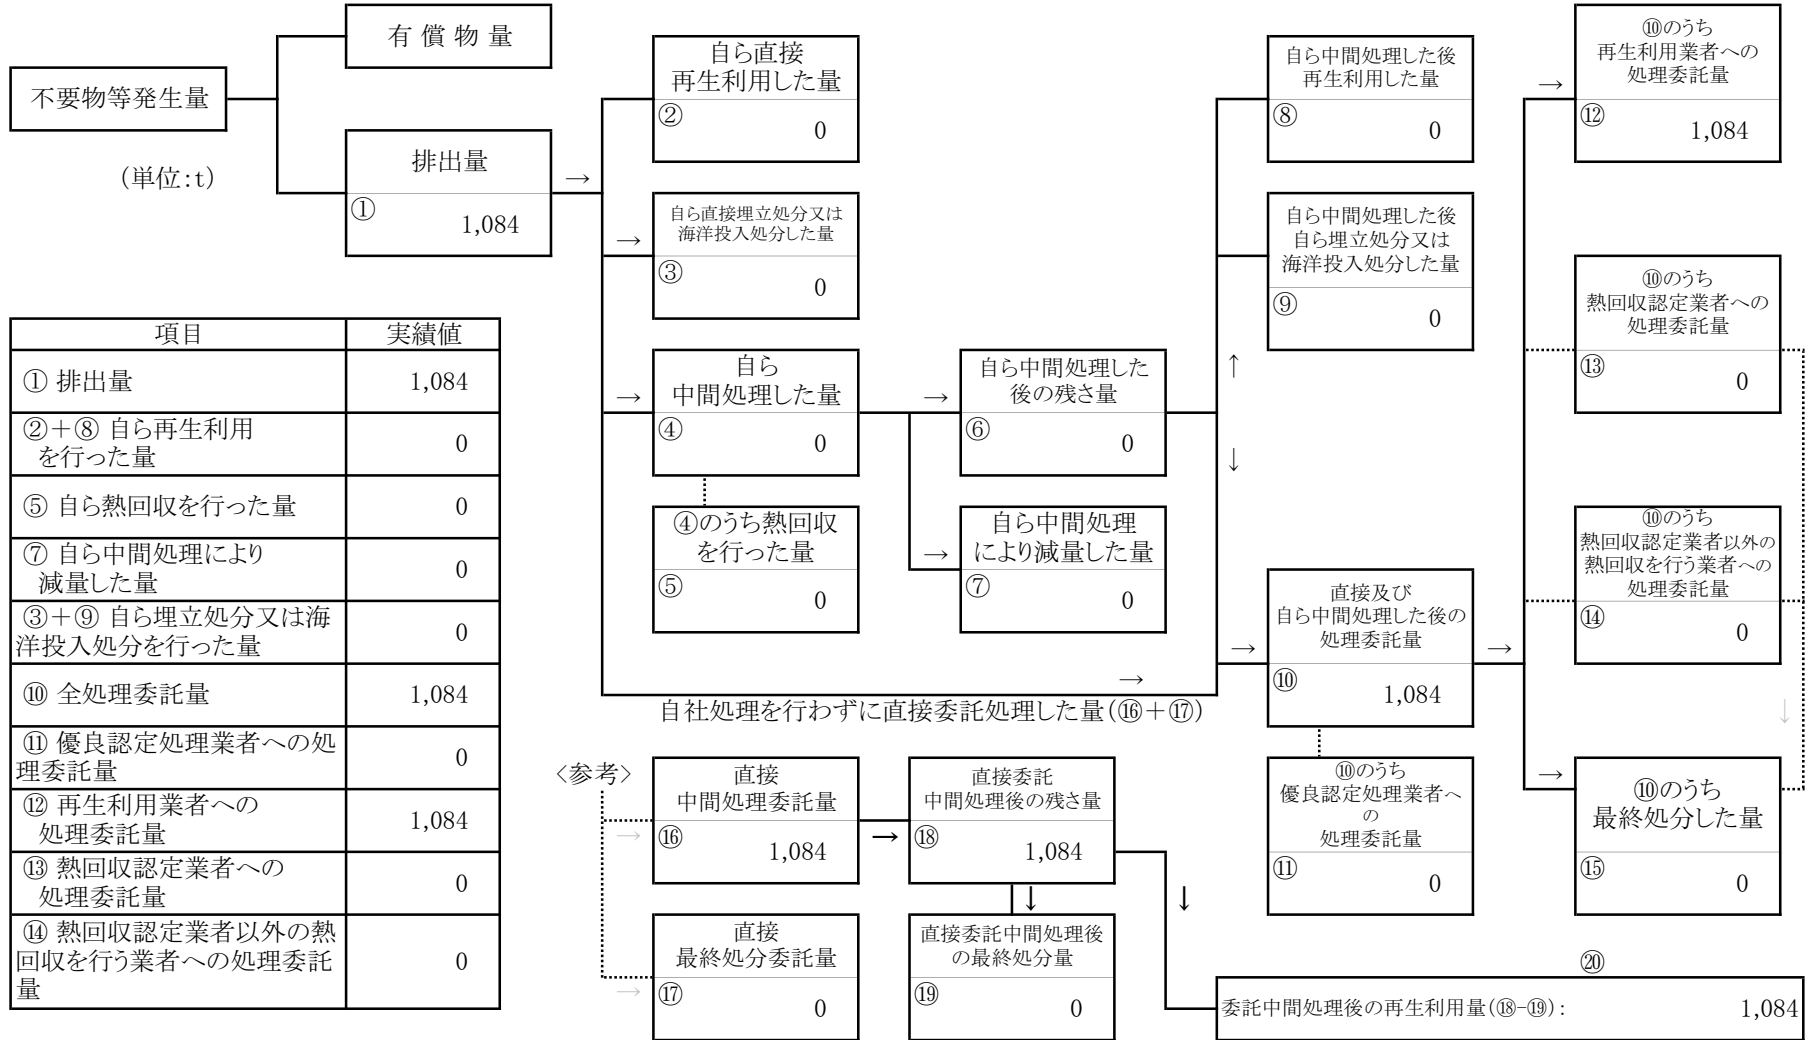 有償物量
不要物等発生量
(単位:t)
排出量
①
1,084
→
自ら直接
再生利用した量
②
0
→
自ら直接埋立処分又は
海洋投入処分した量
③
0
→
自ら
中間処理した量
④
0
④のうち熱回収
を行った量
⑤
0
→
自ら中間処理した
後の残さ量
⑥
0
→
自ら中間処理
により減量した量
⑦
0
自ら中間処理した後
再生利用した量
⑧
0
自ら中間処理した後
自ら埋立処分又は
海洋投入処分した量
⑨
0
↑
↓
→
直接及び
自ら中間処理した後の
処理委託量
⑩
1,084
→
→
自社処理を行わずに直接委託処理した量(⑯+⑰)
⑩のうち
優良認定処理業者へ
の
処理委託量
⑪
0
→
⑩のうち
再生利用業者への
処理委託量
⑫
1,084
⑩のうち
熱回収認定業者への
処理委託量
⑬
0
⑩のうち
熱回収認定業者以外の
熱回収を行う業者への
処理委託量
⑭
0
↓
→
⑩のうち
最終処分した量
⑮
0
項目 実績値
① 排出量 1,084
②+⑧ 自ら再生利用
を行った量 0
⑤ 自ら熱回収を行った量 0
⑦ 自ら中間処理により
減量した量 0
③+⑨ 自ら埋立処分又は海
洋投入処分を行った量 0
⑩ 全処理委託量 1,084
⑪ 優良認定処理業者への処
理委託量 0
⑫ 再生利用業者への
処理委託量 1,084
⑬ 熱回収認定業者への
処理委託量 0
⑭ 熱回収認定業者以外の熱
回収を行う業者への処理委託
量 0
〈参考〉
→
直接
中間処理委託量
⑯
1,084
→
直接委託
中間処理後の残さ量
⑱
1,084
↓
↓
→
直接
最終処分委託量
⑰
0
直接委託中間処理後
の最終処分量
⑲
0
⑳
委託中間処理後の再生利用量(⑱-⑲): 1,084